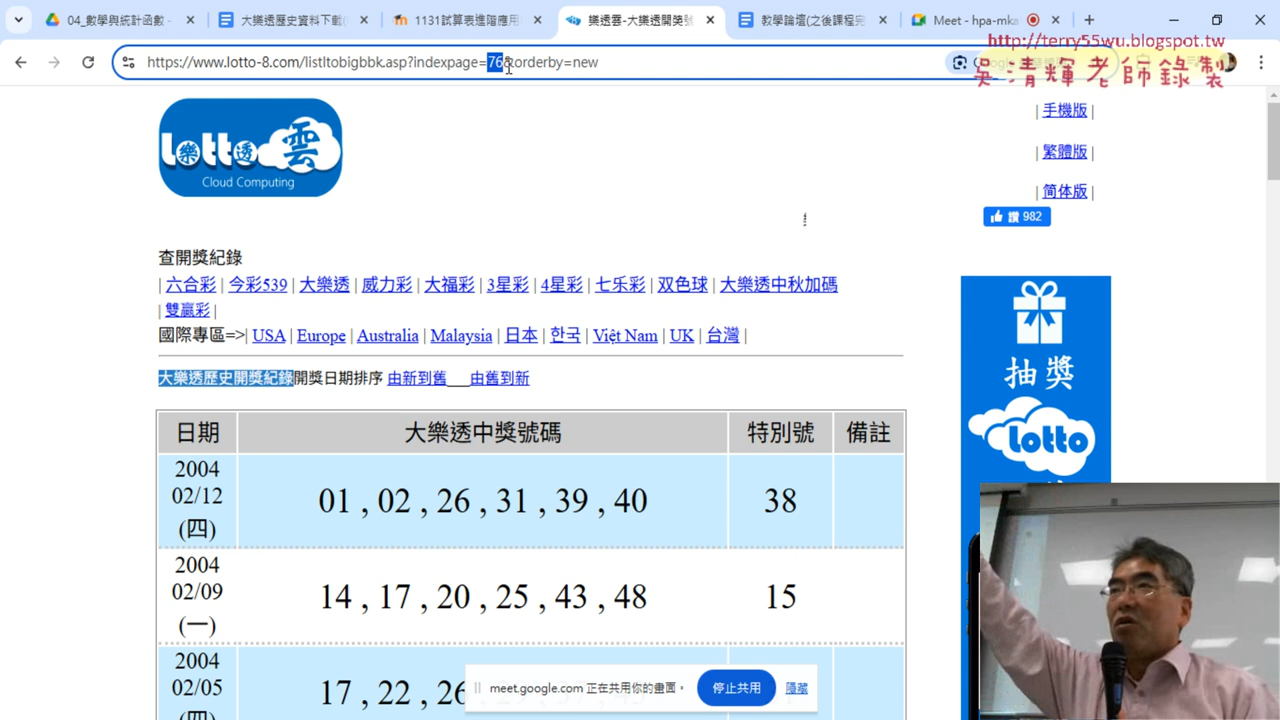 04_數學與統計函數 -
大樂透歷史資料下載(
1131試算表進階應用
樂透雲-大樂透開獎號
教學論壇(之後課程完
Meet - hpa-mka
http://terry55wu.blogspot.tw
吳清輝老師錄製
https://www.lotto-8.com/listltobigbbk.asp?indexpage=76&orderby=new
lotto 樂透雲
Cloud Computing
| 手機版 |
| 繁體版 |
| 简体版 |
讚 982
查開獎紀錄
| 六合彩 | 今彩539 | 大樂透 | 威力彩 | 大福彩 | 3星彩 | 4星彩 | 七乐彩 | 双色球 | 大樂透中秋加碼
| 雙贏彩 |
國際專區=>| USA | Europe | Australia | Malaysia | 日本 | 한국 | Việt Nam | UK | 台灣 |
大樂透歷史開獎紀錄開獎日期排序 由新到舊 由舊到新
日期 大樂透中獎號碼 特別號 備註
2004
02/12
(四)
01 , 02 , 26 , 31 , 39 , 40 38
2004
02/09
(一)
14 , 17 , 20 , 25 , 43 , 48 15
2004
02/05
17 , 22 , 26
抽獎
lotto
meet.google.com 正在共用你的畫面。
停止共用
隱藏